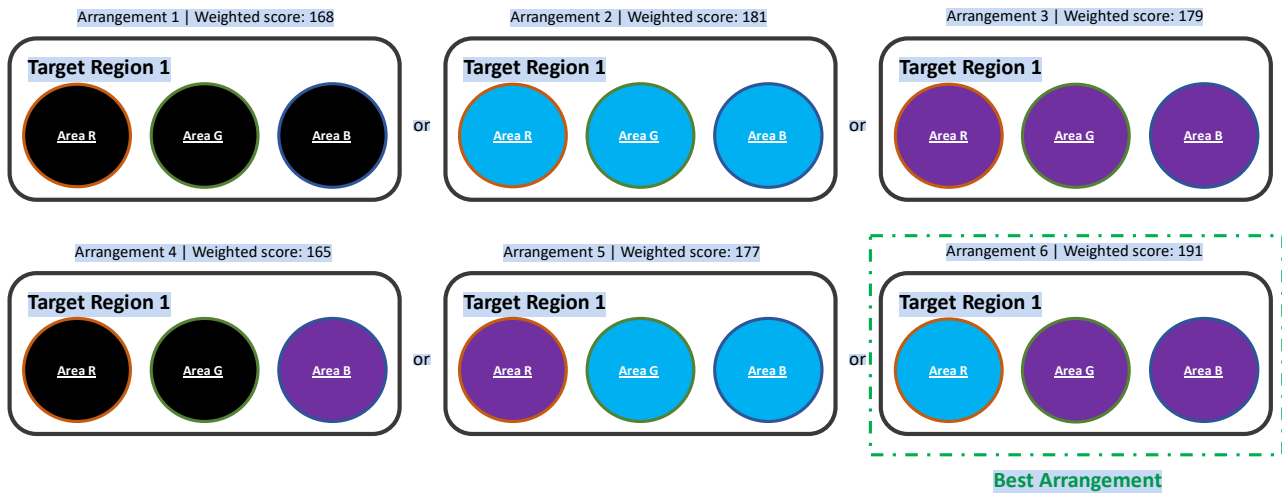 Arrangement 1 | Weighted score: 168
Arrangement 2 | Weighted score: 181
Arrangement 3 | Weighted score: 179
Target Region 1
Area R
Area G
Area B
or
Target Region 1
Area R
Area G
Area B
or
Target Region 1
Area R
Area G
Area B
Arrangement 4 | Weighted score: 165
Arrangement 5 | Weighted score: 177
Arrangement 6 | Weighted score: 191
Target Region 1
Area R
Area G
Area B
or
Target Region 1
Area R
Area G
Area B
or
Target Region 1
Area R
Area G
Area B
Best Arrangement